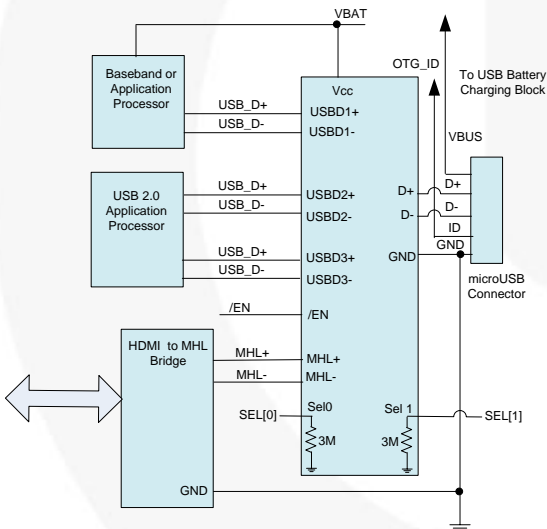 VBAT
OTG_ID
To USB Battery
Charging Block
Baseband or
Application
Processor
Vcc
USB_D+
USBD1+
USB_D-
USBD1-
VBUS
USB 2.0
Application
Processor
USB_D+
USBD2+
USB_D-
USBD2-
D+
D+
D-
D-
ID
GND
GND
USB_D+
USBD3+
USB_D-
USBD3-
microUSB
Connector
/EN
/EN
HDMI to MHL
Bridge
MHL+
MHL+
MHL-
MHL-
SEL[0]
Sel0
Sel 1
SEL[1]
3M
3M
GND